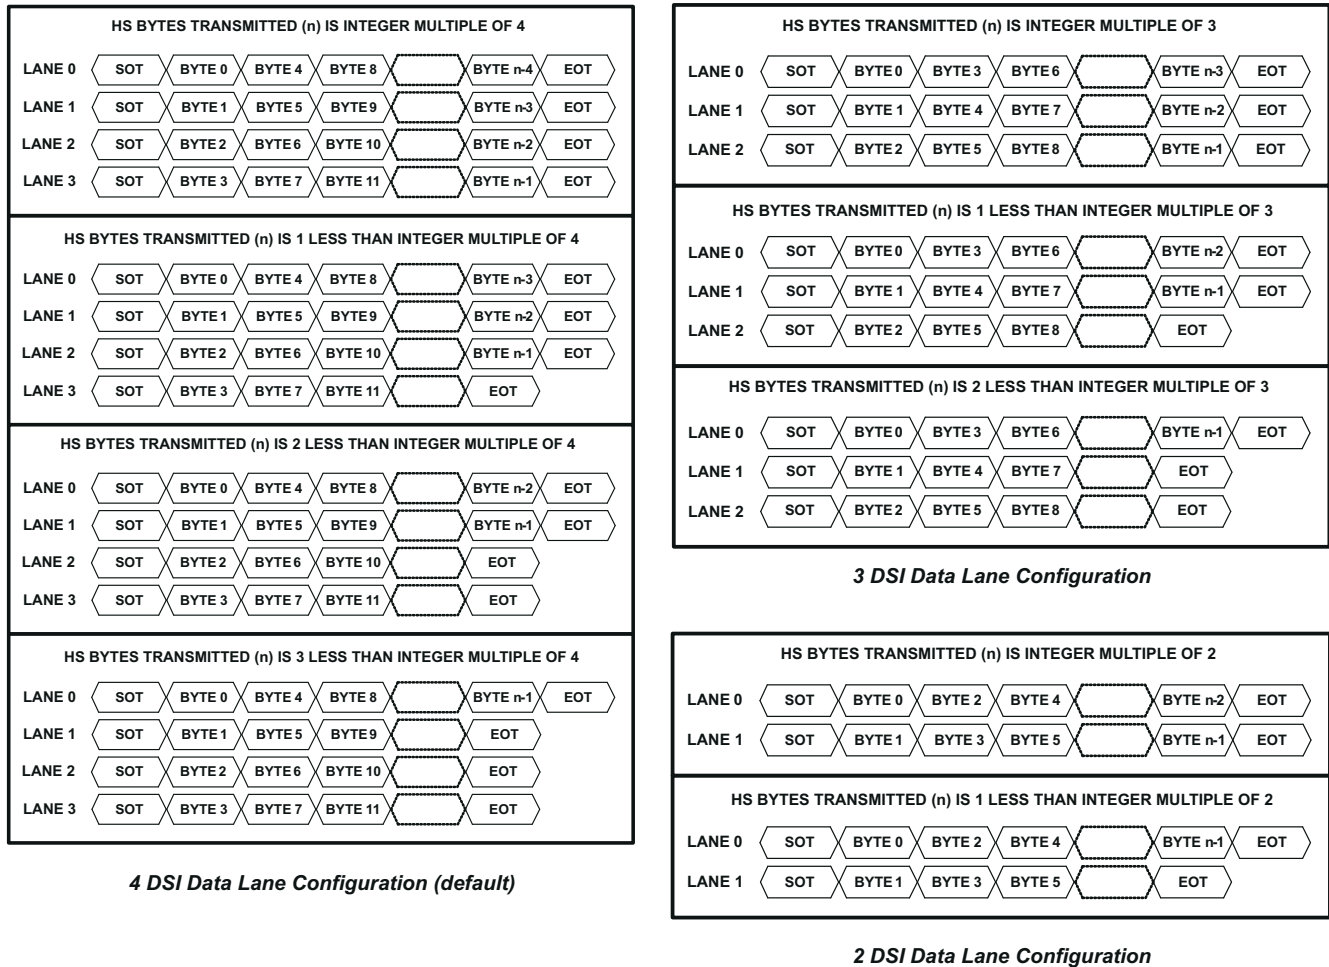 HS BYTES TRANSMITTED (n) IS INTEGER MULTIPLE OF 4
LANE 0 SOT BYTE 0 BYTE 4 BYTE 8 BYTE n-4 EOT
LANE 1 SOT BYTE 1 BYTE 5 BYTE 9 BYTE n-3 EOT
LANE 2 SOT BYTE 2 BYTE 6 BYTE 10 BYTE n-2 EOT
LANE 3 SOT BYTE 3 BYTE 7 BYTE 11 BYTE n-1 EOT
HS BYTES TRANSMITTED (n) IS 1 LESS THAN INTEGER MULTIPLE OF 4
LANE 0 SOT BYTE 0 BYTE 4 BYTE 8 BYTE n-3 EOT
LANE 1 SOT BYTE 1 BYTE 5 BYTE 9 BYTE n-2 EOT
LANE 2 SOT BYTE 2 BYTE 6 BYTE 10 BYTE n-1 EOT
LANE 3 SOT BYTE 3 BYTE 7 BYTE 11 EOT
HS BYTES TRANSMITTED (n) IS 2 LESS THAN INTEGER MULTIPLE OF 4
LANE 0 SOT BYTE 0 BYTE 4 BYTE 8 BYTE n-2 EOT
LANE 1 SOT BYTE 1 BYTE 5 BYTE 9 BYTE n-1 EOT
LANE 2 SOT BYTE 2 BYTE 6 BYTE 10 EOT
LANE 3 SOT BYTE 3 BYTE 7 BYTE 11 EOT
HS BYTES TRANSMITTED (n) IS 3 LESS THAN INTEGER MULTIPLE OF 4
LANE 0 SOT BYTE 0 BYTE 4 BYTE 8 BYTE n-1 EOT
LANE 1 SOT BYTE 1 BYTE 5 BYTE 9 EOT
LANE 2 SOT BYTE 2 BYTE 6 BYTE 10 EOT
LANE 3 SOT BYTE 3 BYTE 7 BYTE 11 EOT
4 DSI Data Lane Configuration (default)
HS BYTES TRANSMITTED (n) IS INTEGER MULTIPLE OF 3
LANE 0 SOT BYTE 0 BYTE 3 BYTE 6 BYTE n-3 EOT
LANE 1 SOT BYTE 1 BYTE 4 BYTE 7 BYTE n-2 EOT
LANE 2 SOT BYTE 2 BYTE 5 BYTE 8 BYTE n-1 EOT
HS BYTES TRANSMITTED (n) IS 1 LESS THAN INTEGER MULTIPLE OF 3
LANE 0 SOT BYTE 0 BYTE 3 BYTE 6 BYTE n-2 EOT
LANE 1 SOT BYTE 1 BYTE 4 BYTE 7 BYTE n-1 EOT
LANE 2 SOT BYTE 2 BYTE 5 BYTE 8 EOT
HS BYTES TRANSMITTED (n) IS 2 LESS THAN INTEGER MULTIPLE OF 3
LANE 0 SOT BYTE 0 BYTE 3 BYTE 6 BYTE n-1 EOT
LANE 1 SOT BYTE 1 BYTE 4 BYTE 7 EOT
LANE 2 SOT BYTE 2 BYTE 5 BYTE 8 EOT
3 DSI Data Lane Configuration
HS BYTES TRANSMITTED (n) IS INTEGER MULTIPLE OF 2
LANE 0 SOT BYTE 0 BYTE 2 BYTE 4 BYTE n-2 EOT
LANE 1 SOT BYTE 1 BYTE 3 BYTE 5 BYTE n-1 EOT
HS BYTES TRANSMITTED (n) IS 1 LESS THAN INTEGER MULTIPLE OF 2
LANE 0 SOT BYTE 0 BYTE 2 BYTE 4 BYTE n-1 EOT
LANE 1 SOT BYTE 1 BYTE 3 BYTE 5 EOT
2 DSI Data Lane Configuration